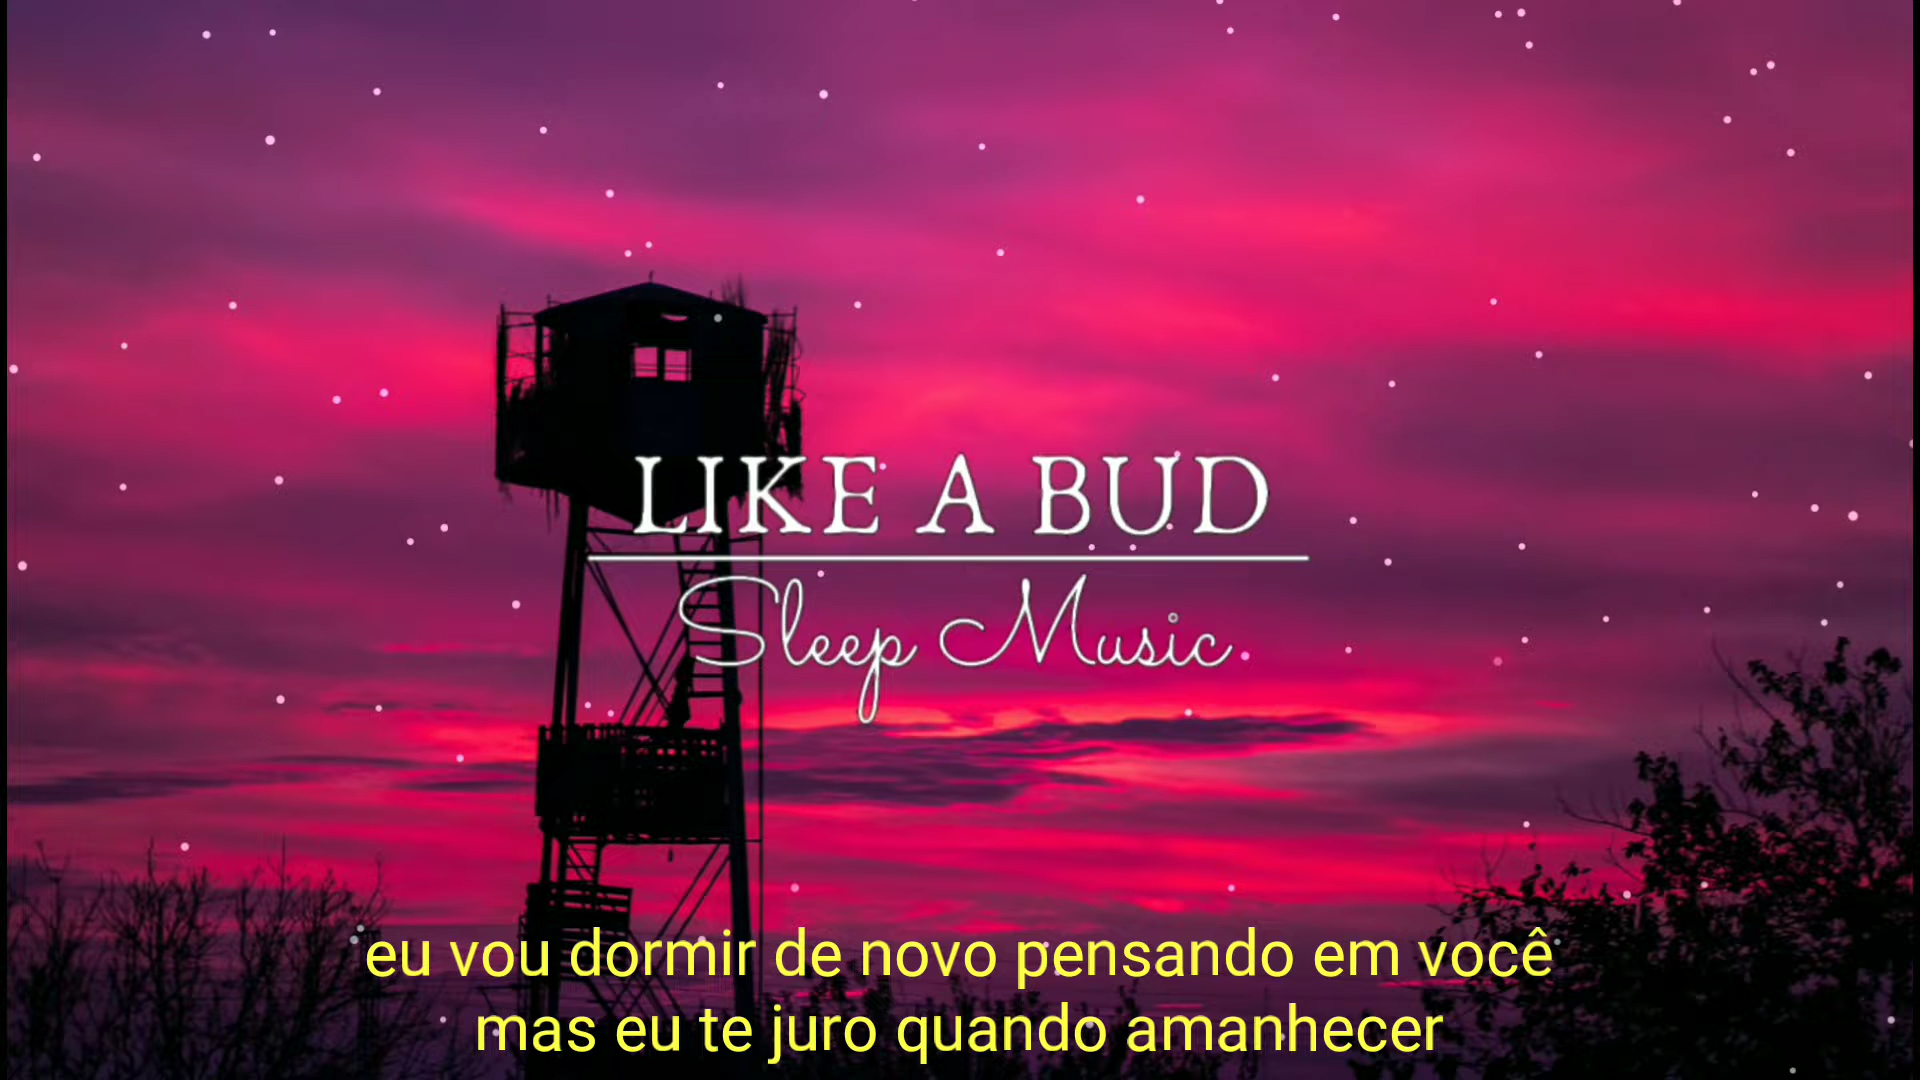 LIKE A BUD
Sleep Music
eu vou dormir de novo pensando em você
mas eu te juro quando amanhecer